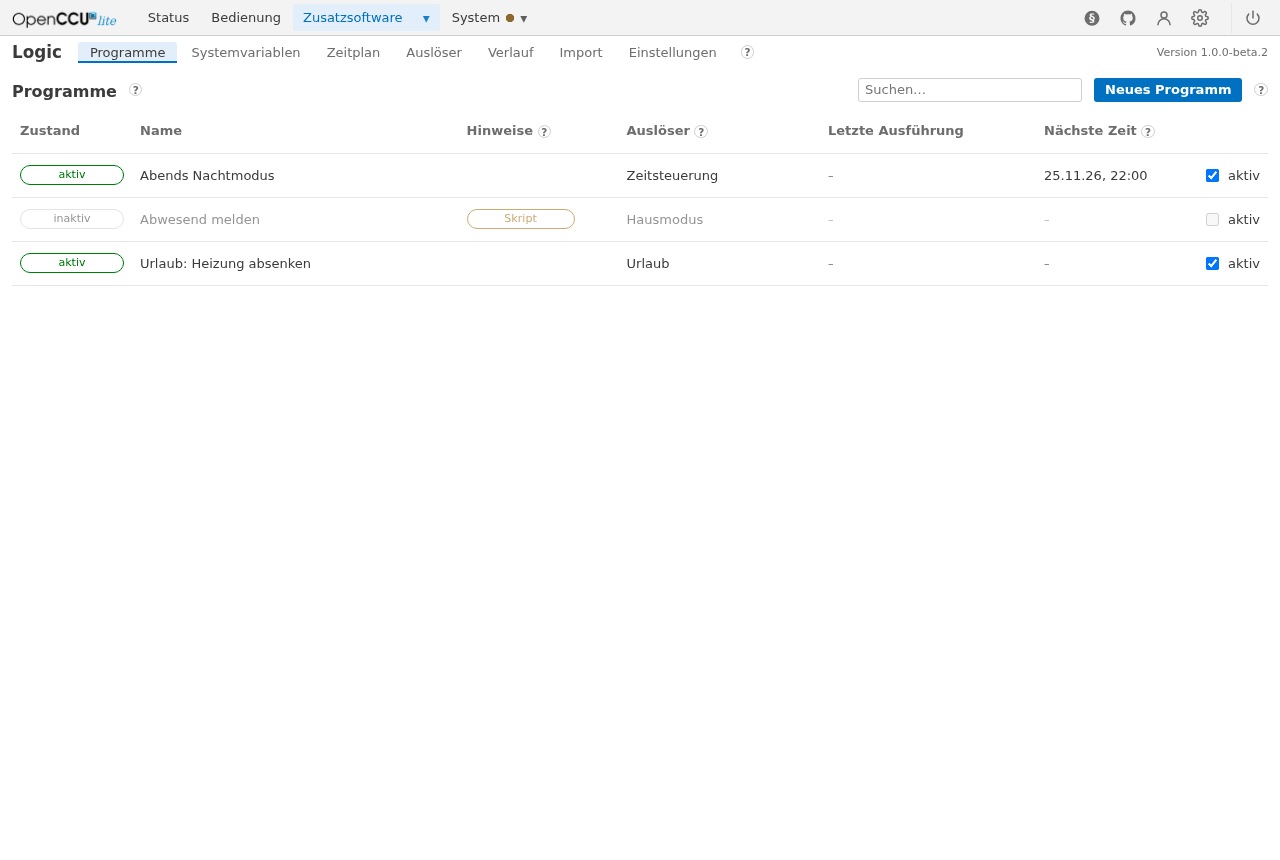 OpenCCU lite Status Bedienung Zusatzsoftware ▼ System ▼ §
Logic Programme Systemvariablen Zeitplan Auslöser Verlauf Import Einstellungen ? Version 1.0.0-beta.2
Programme ? Suchen… Neues Programm ?
Zustand Name Hinweise ? Auslöser ? Letzte Ausführung Nächste Zeit ?
aktiv Abends Nachtmodus Zeitsteuerung – 25.11.26, 22:00 aktiv
inaktiv Abwesend melden Skript Hausmodus – – aktiv
aktiv Urlaub: Heizung absenken Urlaub – – aktiv